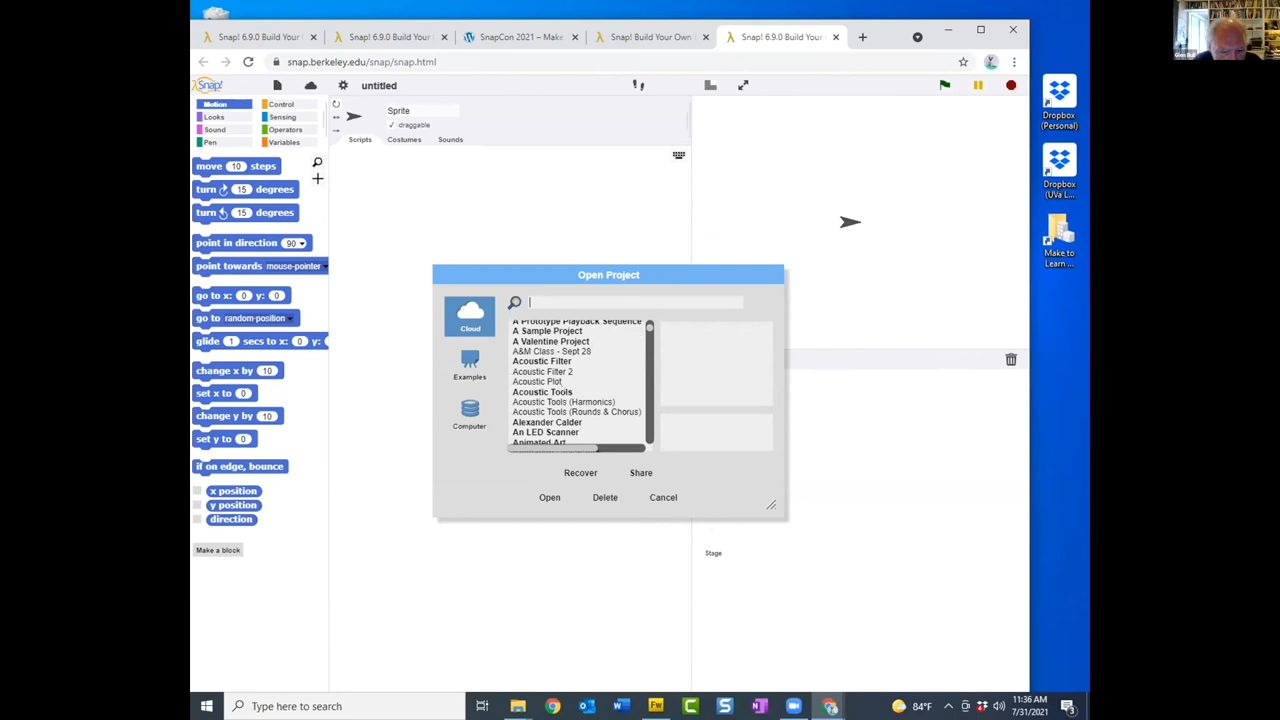 Snap! 6.9.0 Build Your
Snap! 6.9.0 Build Your
SnapCon 2021 – Make
Snap! Build Your Own
Snap! 6.9.0 Build Your
snap.berkeley.edu/snap/snap.html
Snap!
untitled
Motion
Control
Looks
Sensing
Sound
Operators
Pen
Variables
Sprite
draggable
Scripts
Costumes
Sounds
move 10 steps
turn 15 degrees
turn 15 degrees
point in direction 90
point towards mouse-pointer
go to x: 0 y: 0
go to random-position
glide 1 secs to x: 0 y:
change x by 10
set x to 0
change y by 10
set y to 0
if on edge, bounce
x position
y position
direction
Make a block
Open Project
Cloud
Examples
Computer
A Prototype Playback Sequence
A Sample Project
A Valentine Project
A&M Class - Sept 28
Acoustic Filter
Acoustic Filter 2
Acoustic Plot
Acoustic Tools
Acoustic Tools (Harmonics)
Acoustic Tools (Rounds & Chorus)
Alexander Calder
An LED Scanner
Animated Art
Recover
Share
Open
Delete
Cancel
Stage
Dropbox
(Personal)
Dropbox
(UVa L...
Make to
Learn ...
Glen Bull
Type here to search
84°F
11:36 AM
7/31/2021
3